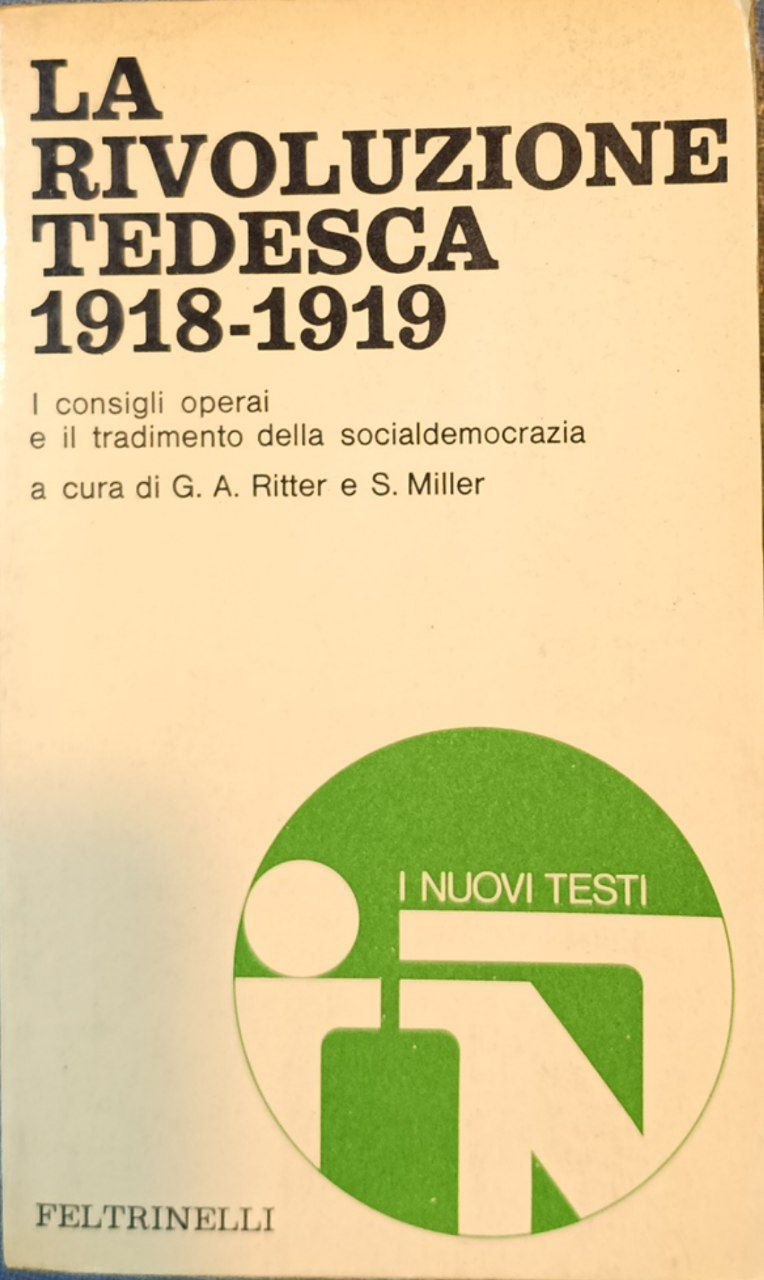 LA
RIVOLUZIONE
TEDESCA
1918-1919
I consigli operai
e il tradimento della socialdemocrazia
a cura di G. A. Ritter e S. Miller
I NUOVI TESTI
FELTRINELLI